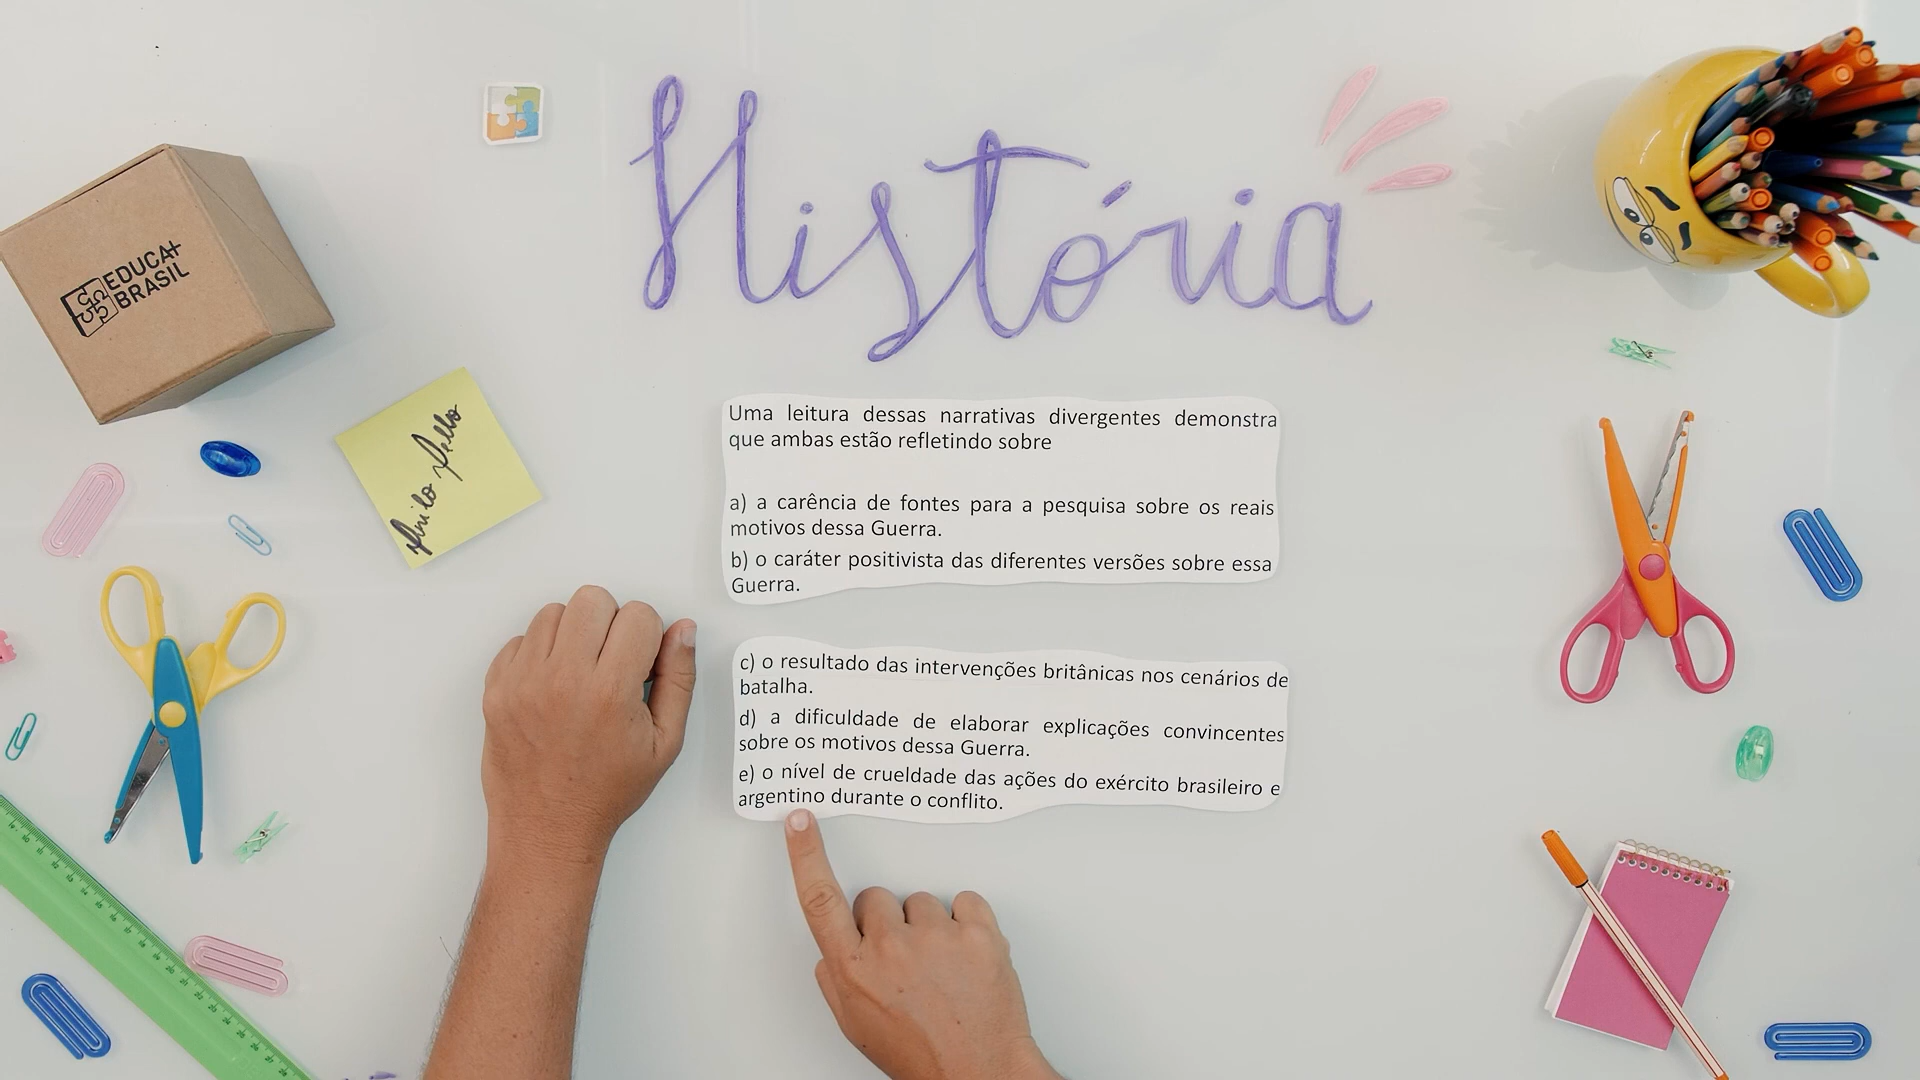 História
EDUCA+
BRASIL
Uma leitura dessas narrativas divergentes demonstra
que ambas estão refletindo sobre
a) a carência de fontes para a pesquisa sobre os reais
motivos dessa Guerra.
b) o caráter positivista das diferentes versões sobre essa
Guerra.
c) o resultado das intervenções britânicas nos cenários de
batalha.
d) a dificuldade de elaborar explicações convincentes
sobre os motivos dessa Guerra.
e) o nível de crueldade das ações do exército brasileiro e
argentino durante o conflito.